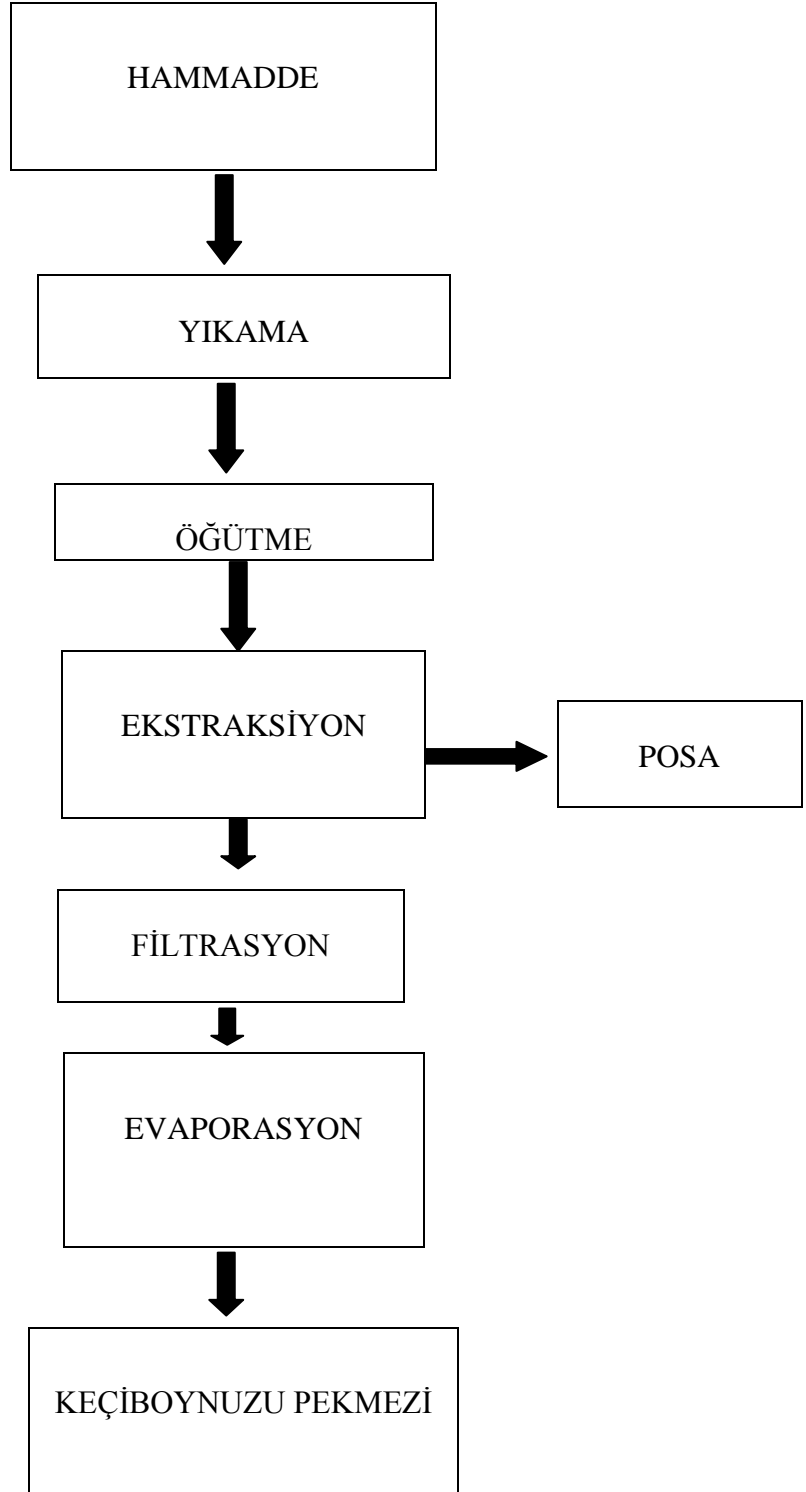 HAMMADDE
YIKAMA
ÖĞÜTME
EKSTRAKSİYON
POSA
FİLTRASYON
EVAPORASYON
KEÇİBOYNUZU PEKMEZİ